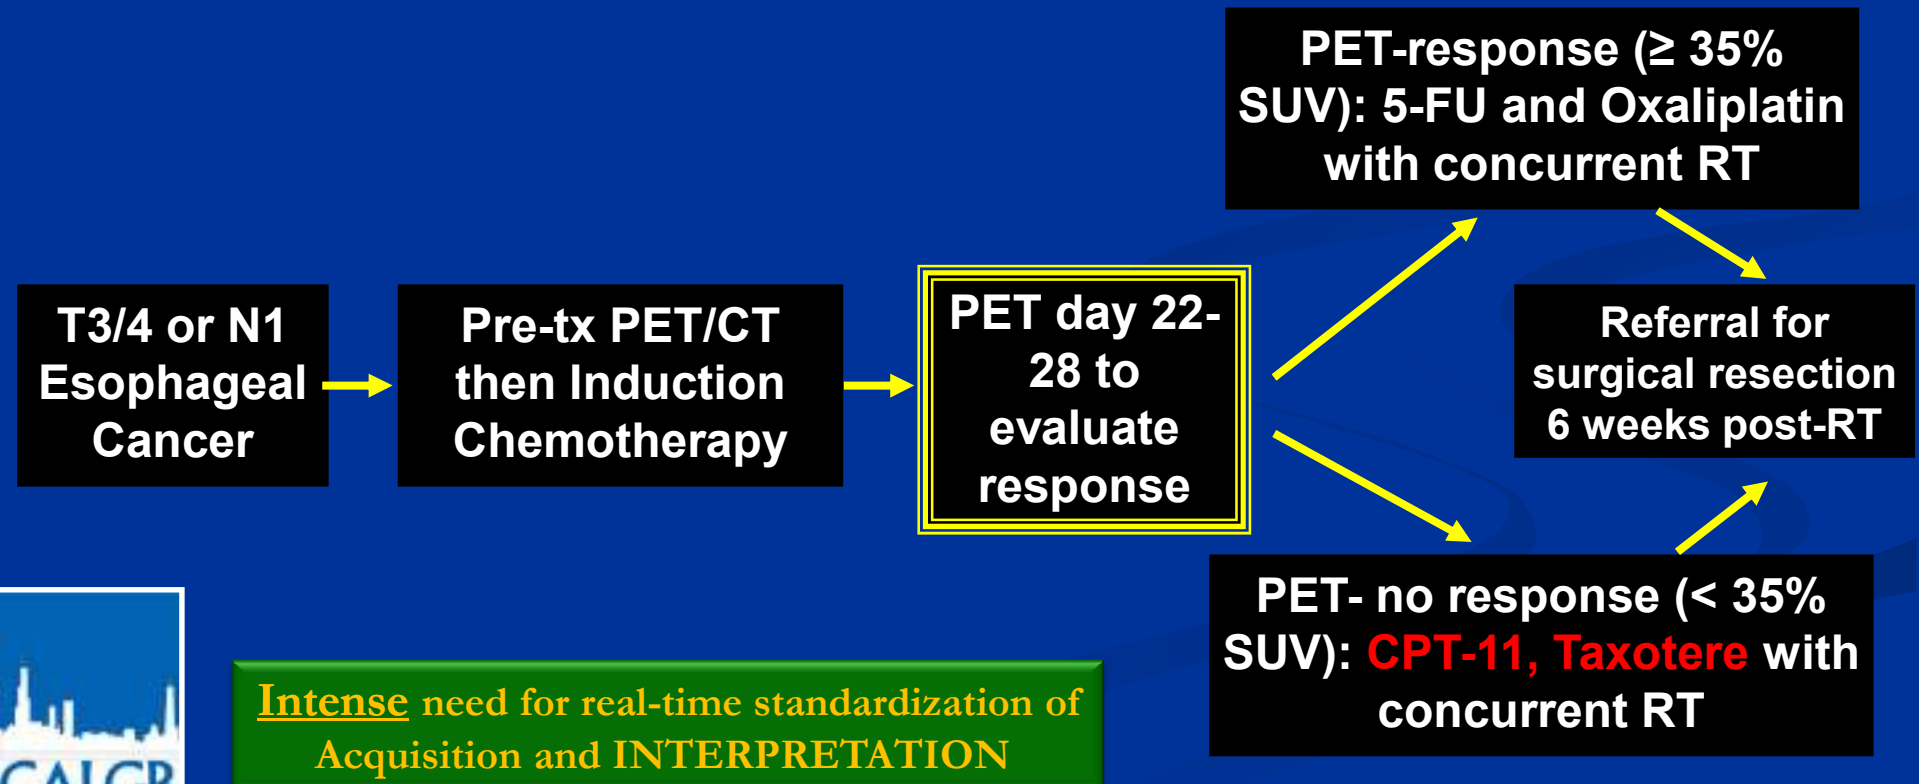 T3/4 or N1
Esophageal
Cancer
Pre-tx PET/CT
then Induction
Chemotherapy
PET day 22-
28 to
evaluate
response
PET-response (≥ 35%
SUV): 5-FU and Oxaliplatin
with concurrent RT
Referral for
surgical resection
6 weeks post-RT
PET- no response (< 35%
SUV): CPT-11, Taxotere with
concurrent RT
Intense need for real-time standardization of
Acquisition and INTERPRETATION